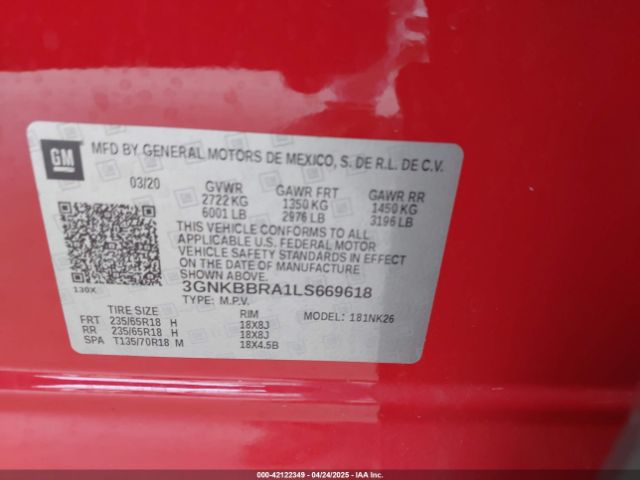 GM
MFD BY GENERAL MOTORS DE MEXICO, S. DE R.L. DE C.V.
03/20 GVWR GAWR FRT GAWR RR
2722 KG 1350 KG 1450 KG
6001 LB 2976 LB 3196 LB
THIS VEHICLE CONFORMS TO ALL
APPLICABLE U.S. FEDERAL MOTOR
VEHICLE SAFETY STANDARDS IN EFFECT
ON THE DATE OF MANUFACTURE
SHOWN ABOVE.
130X 3GNKBBRA1LS669618
TYPE: M.P.V.
TIRE SIZE RIM MODEL: 181NK26
FRT 235/65R18 H 18X8J
RR 235/65R18 H 18X8J
SPA T135/70R18 M 18X4.5B
000-42122349 - 04/24/2025 - IAAI.COM